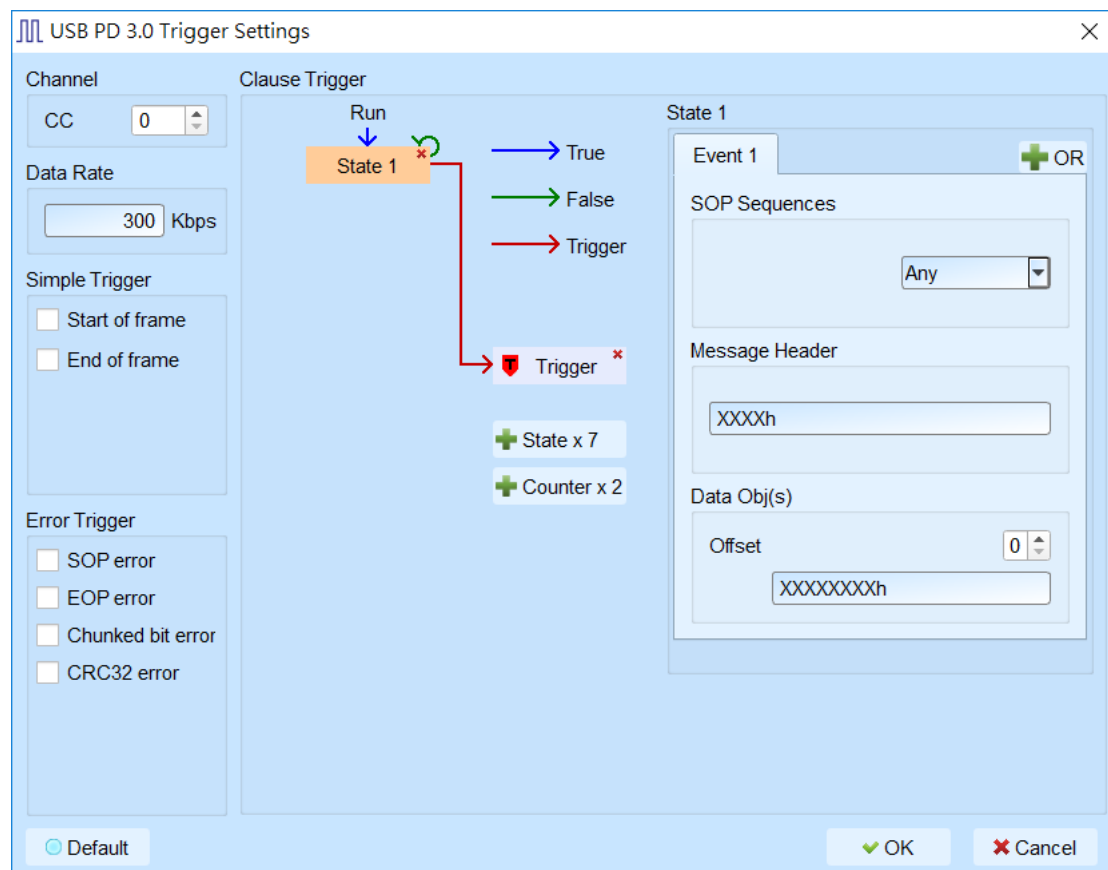 USB PD 3.0 Trigger Settings
Channel
CC 0
Data Rate
300 Kbps
Simple Trigger
Start of frame
End of frame
Error Trigger
SOP error
EOP error
Chunked bit error
CRC32 error
Clause Trigger
Run
State 1
True
False
Trigger
T Trigger
State x 7
Counter x 2
State 1
Event 1
OR
SOP Sequences
Any
Message Header
XXXXh
Data Obj(s)
Offset 0
XXXXXXXXh
Default
OK
Cancel